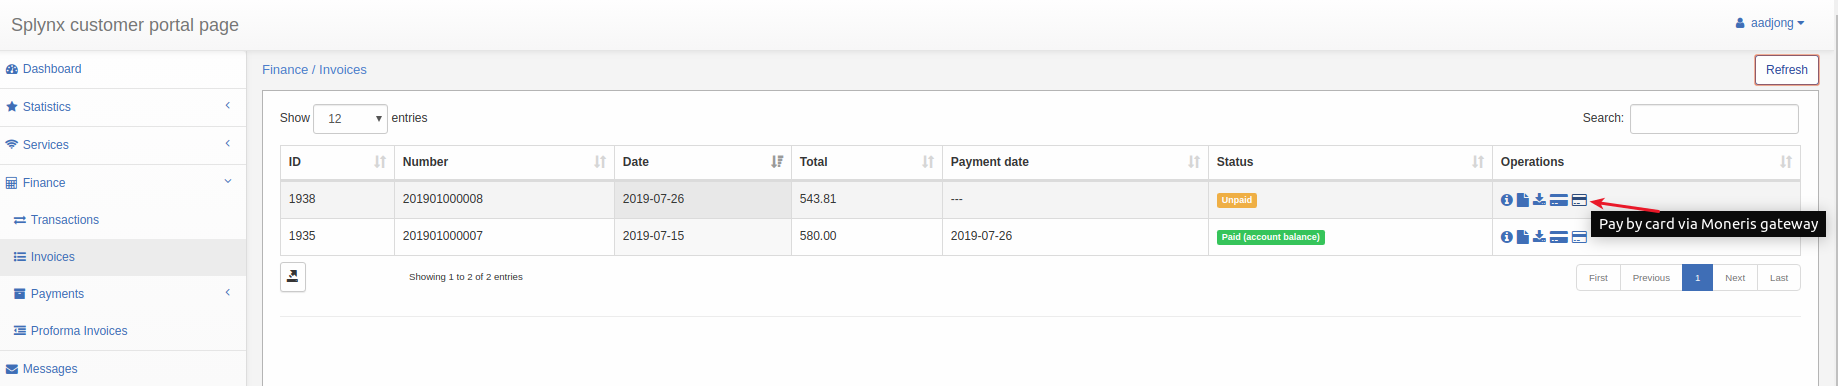 Splynx customer portal page
aadjong
Dashboard
Statistics
Services
Finance
Transactions
Invoices
Payments
Proforma Invoices
Messages
Finance / Invoices
Refresh
Show 12 entries
Search:
ID Number Date Total Payment date Status Operations
1938 201901000008 2019-07-26 543.81 --- Unpaid
Pay by card via Moneris gateway
1935 201901000007 2019-07-15 580.00 2019-07-26 Paid (account balance)
Showing 1 to 2 of 2 entries
First Previous 1 Next Last